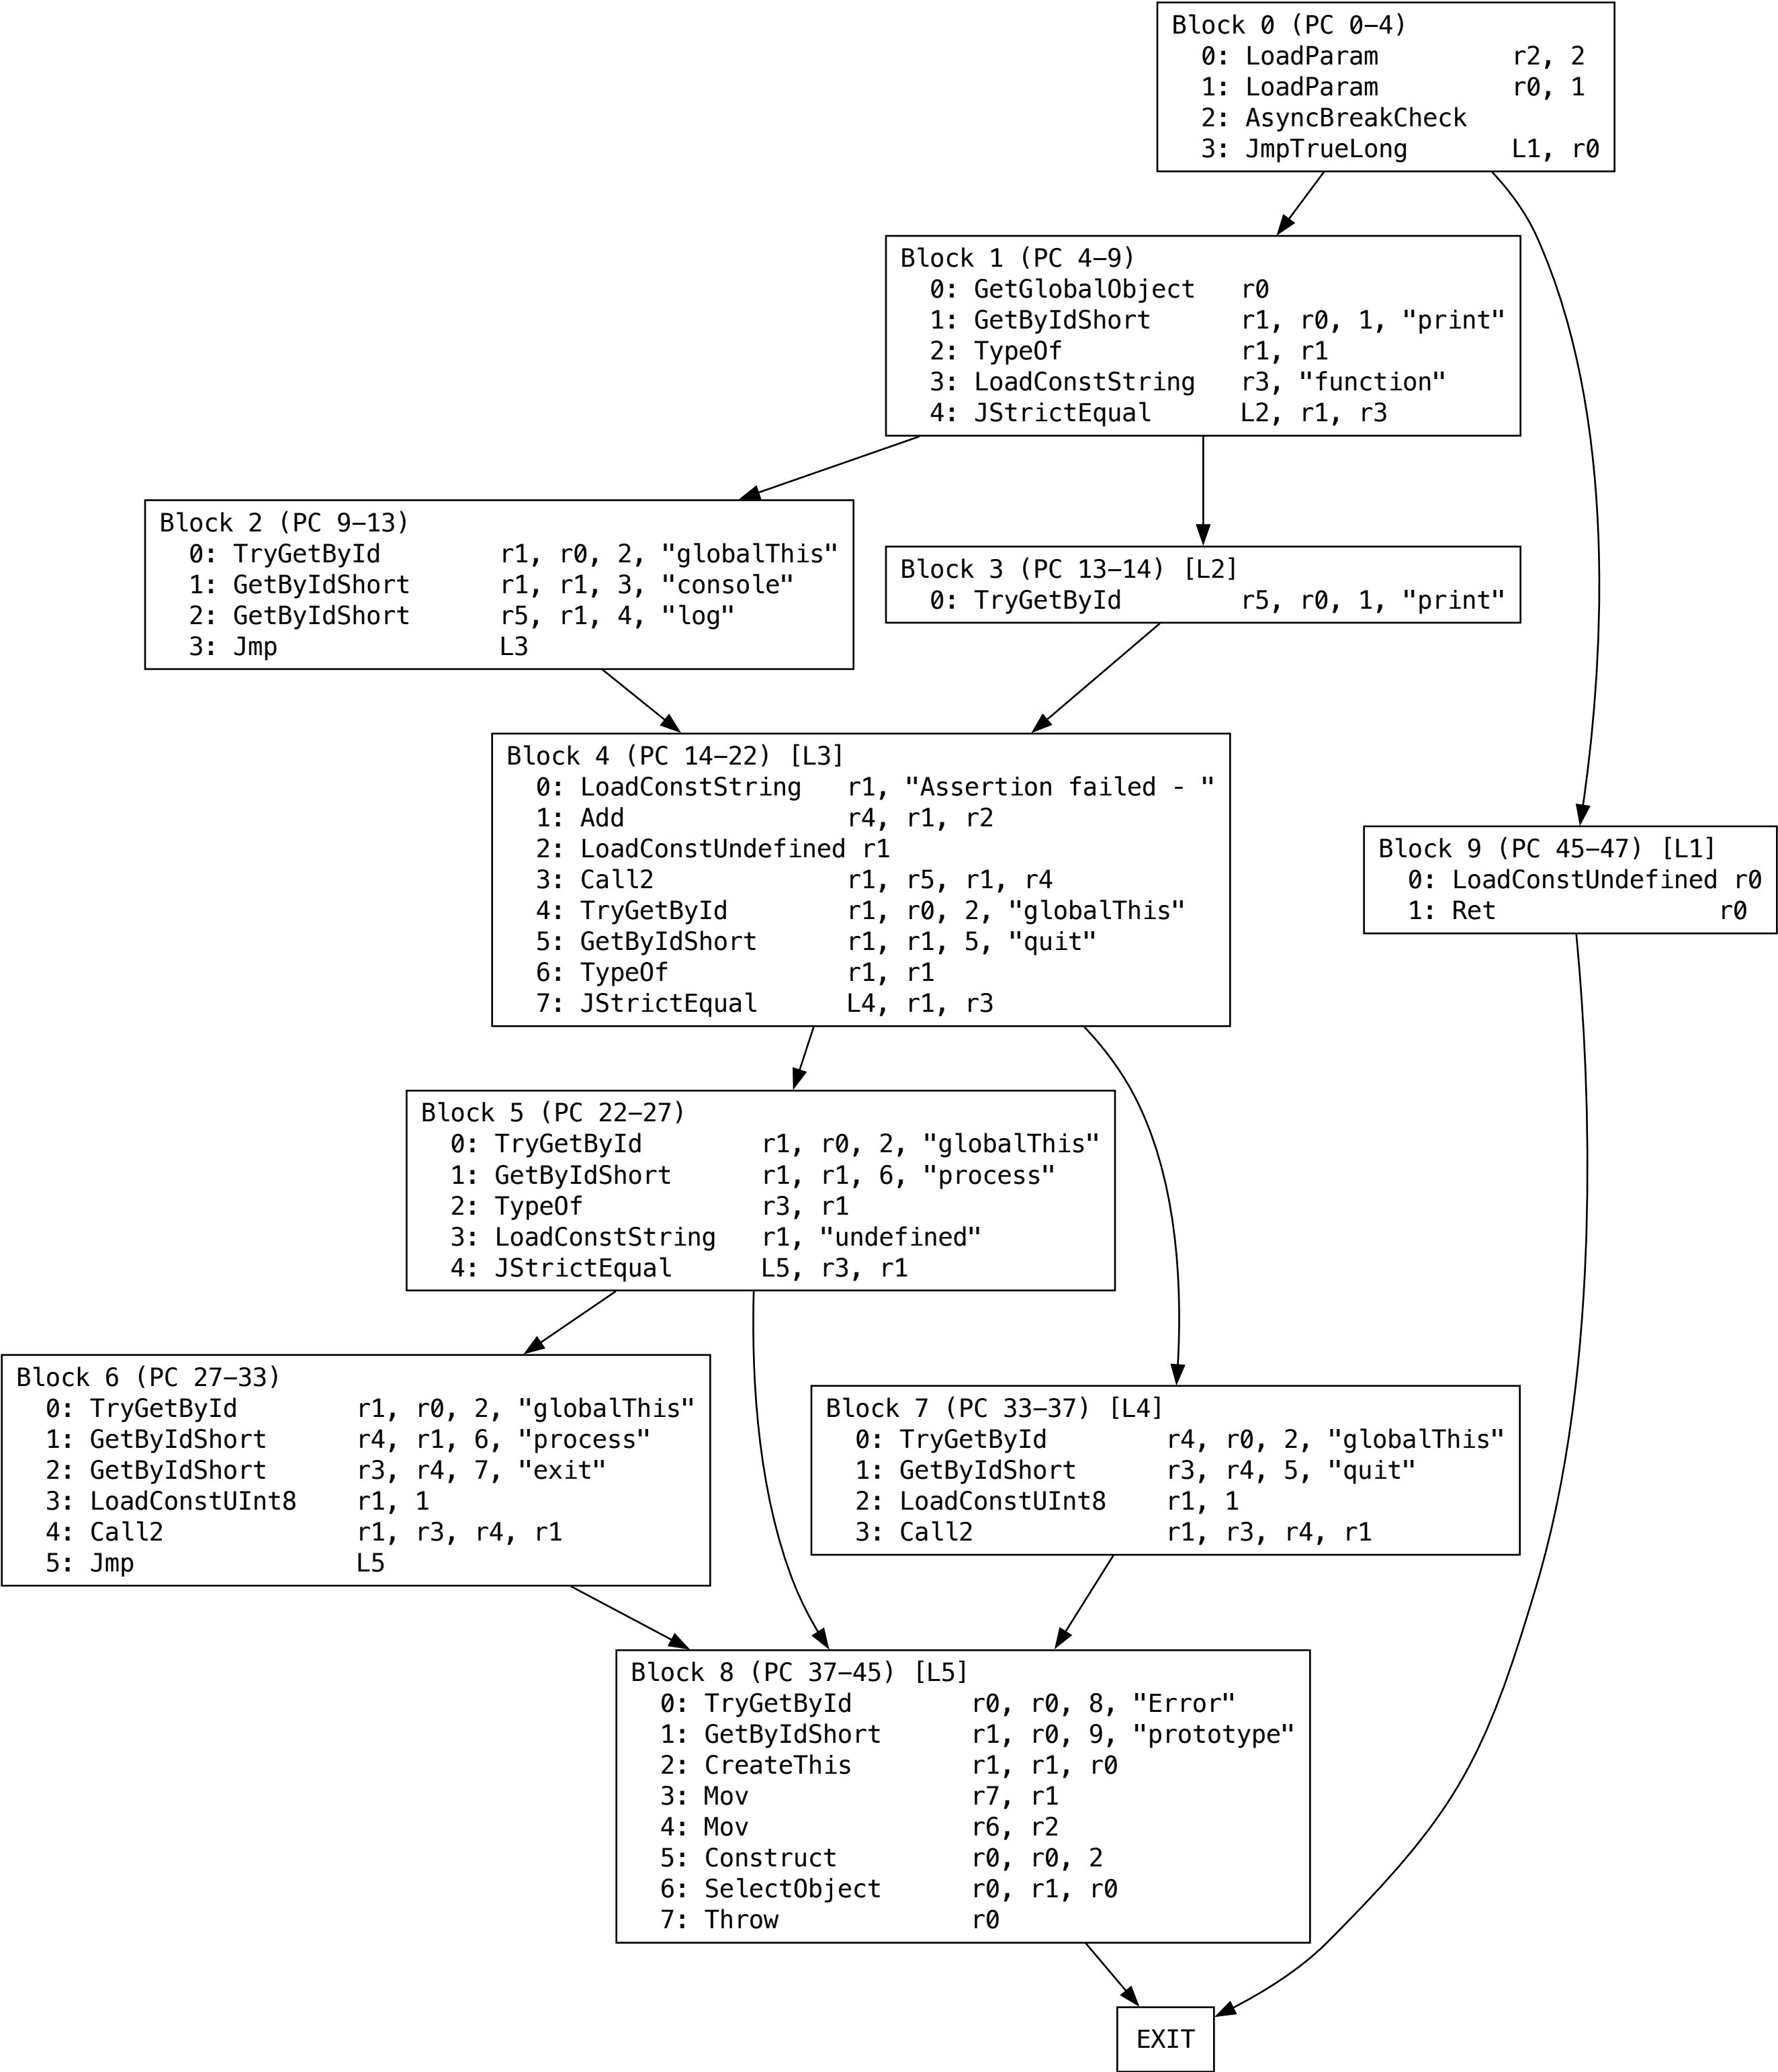 Block 0 (PC 0–4)
0: LoadParam r2, 2
1: LoadParam r0, 1
2: AsyncBreakCheck
3: JmpTrueLong L1, r0
Block 1 (PC 4–9)
0: GetGlobalObject r0
1: GetByIdShort r1, r0, 1, "print"
2: TypeOf r1, r1
3: LoadConstString r3, "function"
4: JStrictEqual L2, r1, r3
Block 2 (PC 9–13)
0: TryGetById r1, r0, 2, "globalThis"
1: GetByIdShort r1, r1, 3, "console"
2: GetByIdShort r5, r1, 4, "log"
3: Jmp L3
Block 3 (PC 13–14) [L2]
0: TryGetById r5, r0, 1, "print"
Block 4 (PC 14–22) [L3]
0: LoadConstString r1, "Assertion failed - "
1: Add r4, r1, r2
2: LoadConstUndefined r1
3: Call2 r1, r5, r1, r4
4: TryGetById r1, r0, 2, "globalThis"
5: GetByIdShort r1, r1, 5, "quit"
6: TypeOf r1, r1
7: JStrictEqual L4, r1, r3
Block 9 (PC 45–47) [L1]
0: LoadConstUndefined r0
1: Ret r0
Block 5 (PC 22–27)
0: TryGetById r1, r0, 2, "globalThis"
1: GetByIdShort r1, r1, 6, "process"
2: TypeOf r3, r1
3: LoadConstString r1, "undefined"
4: JStrictEqual L5, r3, r1
Block 6 (PC 27–33)
0: TryGetById r1, r0, 2, "globalThis"
1: GetByIdShort r4, r1, 6, "process"
2: GetByIdShort r3, r4, 7, "exit"
3: LoadConstUInt8 r1, 1
4: Call2 r1, r3, r4, r1
5: Jmp L5
Block 7 (PC 33–37) [L4]
0: TryGetById r4, r0, 2, "globalThis"
1: GetByIdShort r3, r4, 5, "quit"
2: LoadConstUInt8 r1, 1
3: Call2 r1, r3, r4, r1
Block 8 (PC 37–45) [L5]
0: TryGetById r0, r0, 8, "Error"
1: GetByIdShort r1, r0, 9, "prototype"
2: CreateThis r1, r1, r0
3: Mov r7, r1
4: Mov r6, r2
5: Construct r0, r0, 2
6: SelectObject r0, r1, r0
7: Throw r0
EXIT